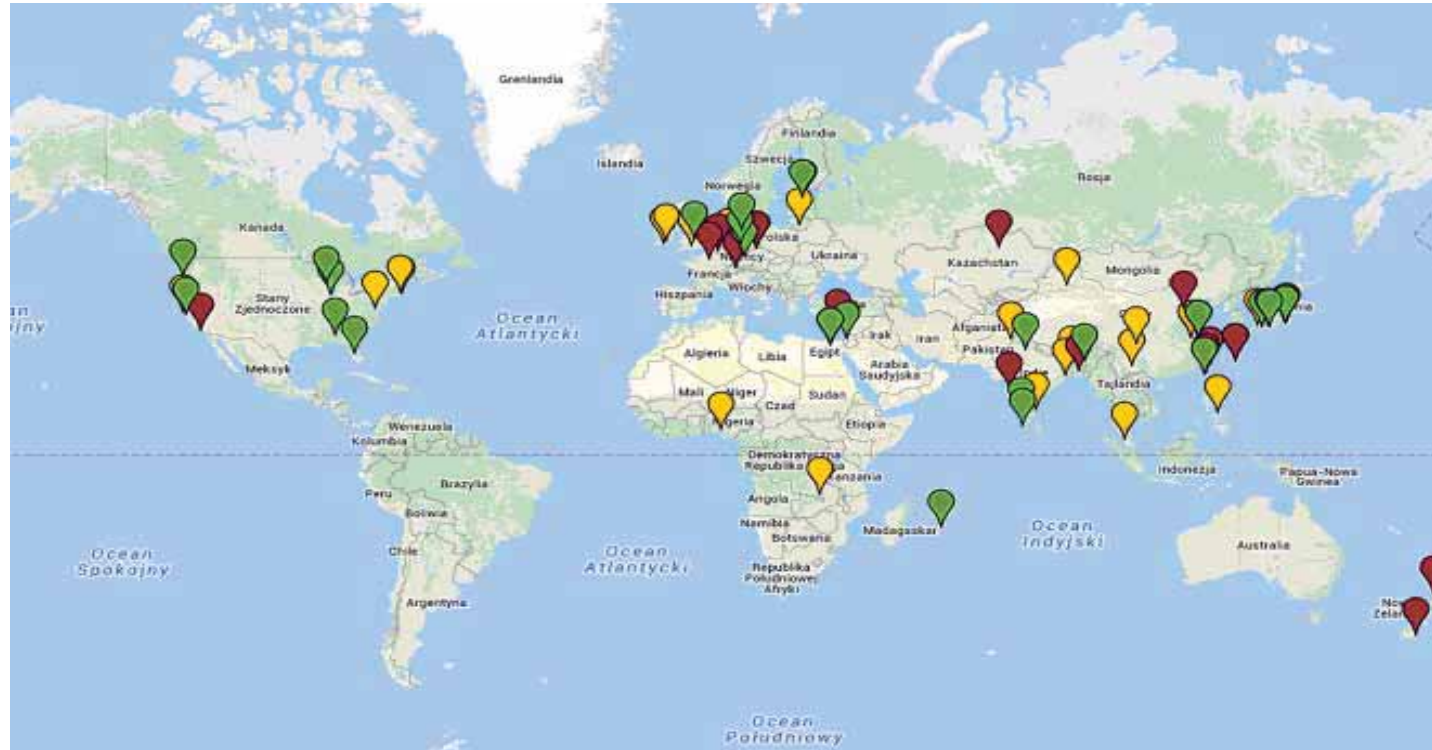 Grenlandia
Finlandia
Islandia
Szwecja
Norwegia
Rosja
Kanada
Polska
Ukraina
Kazachstan
Mongolia
Francja
Włochy
Hiszpania
Stany
Zjednoczone
Ocean
Atlantycki
Irak
Iran
Afganistan
Pakistan
Algieria
Libia
Egipt
Arabia
Saudyjska
Meksyk
Mali
Niger
Czad
Sudan
Tajlandia
Nigeria
Etiopia
Wenezuela
Kolumbia
Demokratyczna
Republika
Tanzania
Indonezja
Papua-Nowa
Gwinea
Peru
Brazylia
Angola
Boliwia
Namibia
Botswana
Madagaskar
Ocean
Indyjski
Australia
Chile
Ocean
Spokojny
Ocean
Atlantycki
Republika
Południowej
Afryki
Argentyna
Ocean
Południowy